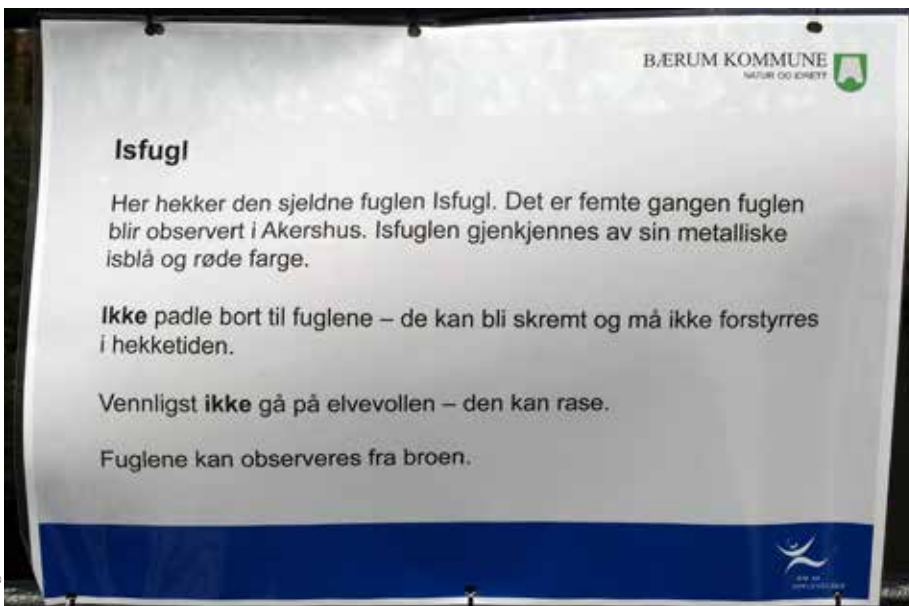 BÆRUM KOMMUNE
NATUR OG IDRETT
Isfugl
Her hekker den sjeldne fuglen Isfugl. Det er femte gangen fuglen
blir observert i Akershus. Isfuglen gjenkjennes av sin metalliske
isblå og røde farge.
Ikke padle bort til fuglene – de kan bli skremt og må ikke forstyrres
i hekketiden.
Vennligst ikke gå på elvevollen – den kan rase.
Fuglene kan observeres fra broen.